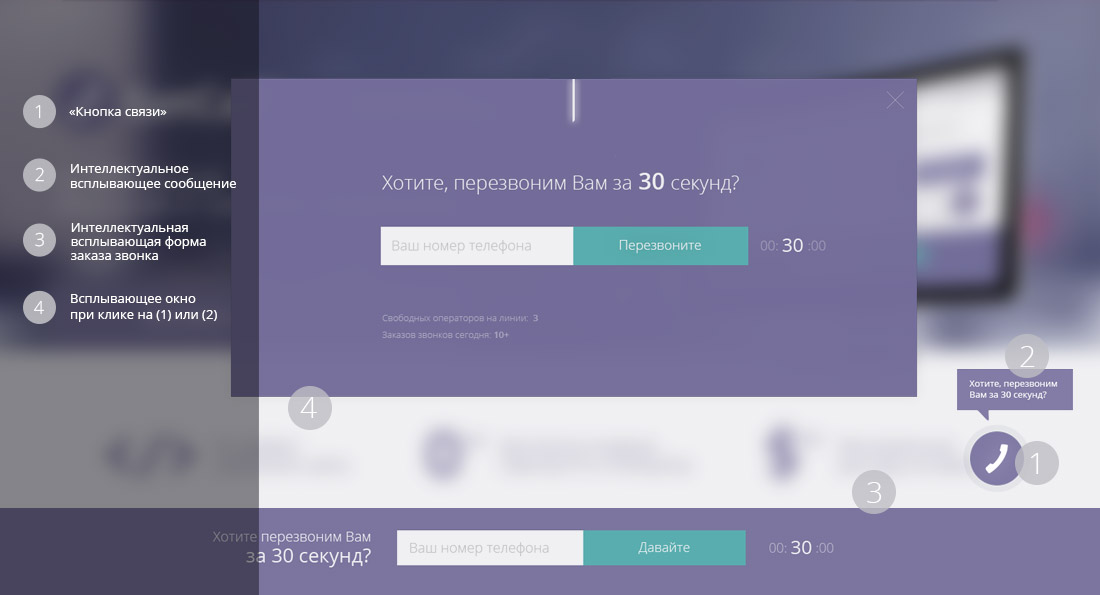 1
«Кнопка связи»
2
Интеллектуальное
всплывающее сообщение
3
Интеллектуальная
всплывающая форма
заказа звонка
4
Всплывающее окно
при клике на (1) или (2)
Хотите, перезвоним Вам за 30 секунд?
Ваш номер телефона
Перезвоните
00: 30 :00
Свободных операторов на линии: 3
Заказов звонков сегодня: 10+
4
2
Хотите, перезвоним
Вам за 30 секунд?
1
3
Хотите перезвоним Вам
за 30 секунд?
Ваш номер телефона
Давайте
00: 30 :00